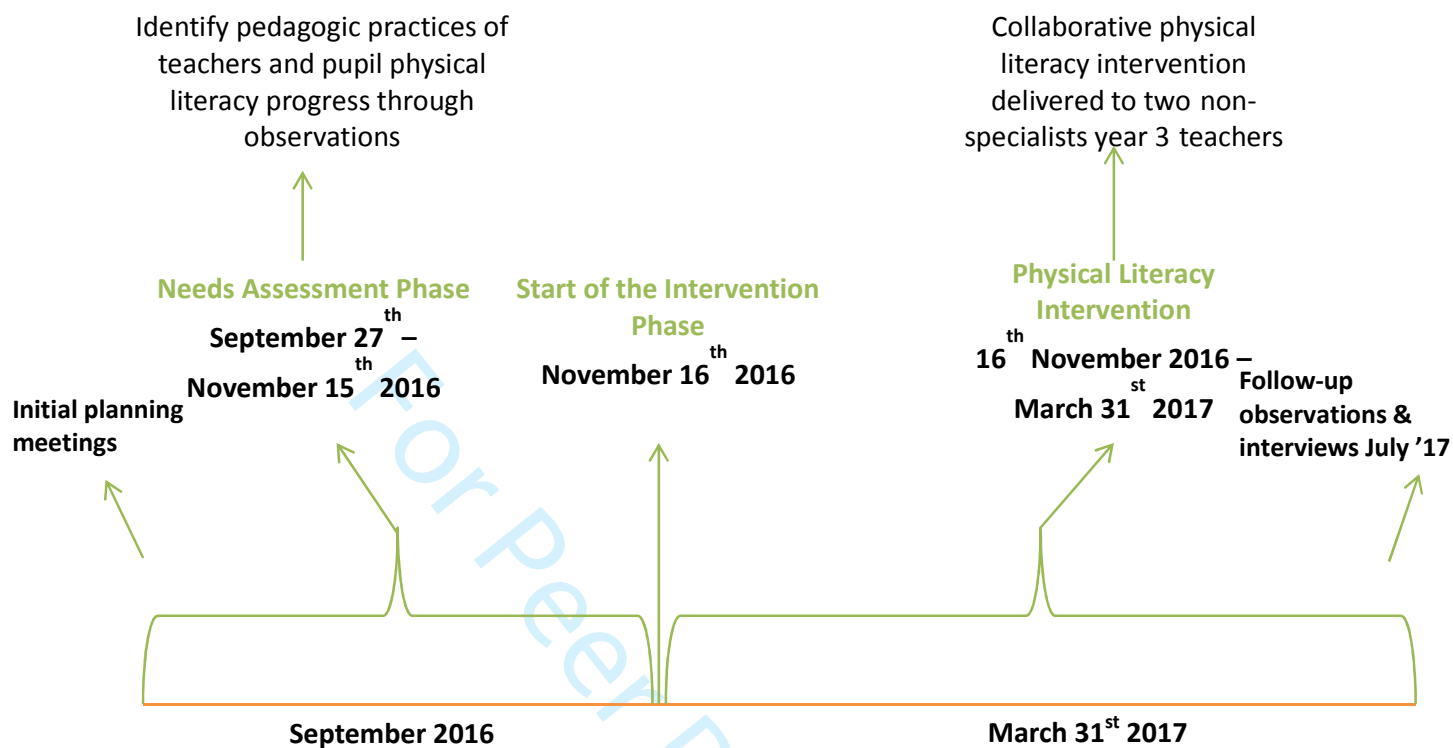 Identify pedagogic practices of
teachers and pupil physical
literacy progress through
observations
Collaborative physical
literacy intervention
delivered to two non-
specialists year 3 teachers
Needs Assessment Phase
September 27th –
November 15th 2016
Start of the Intervention
Phase
November 16th 2016
Physical Literacy
Intervention
16th November 2016 –
March 31st 2017
Initial planning
meetings
Follow-up
observations &
interviews July ’17
For Peer
September 2016
March 31st 2017